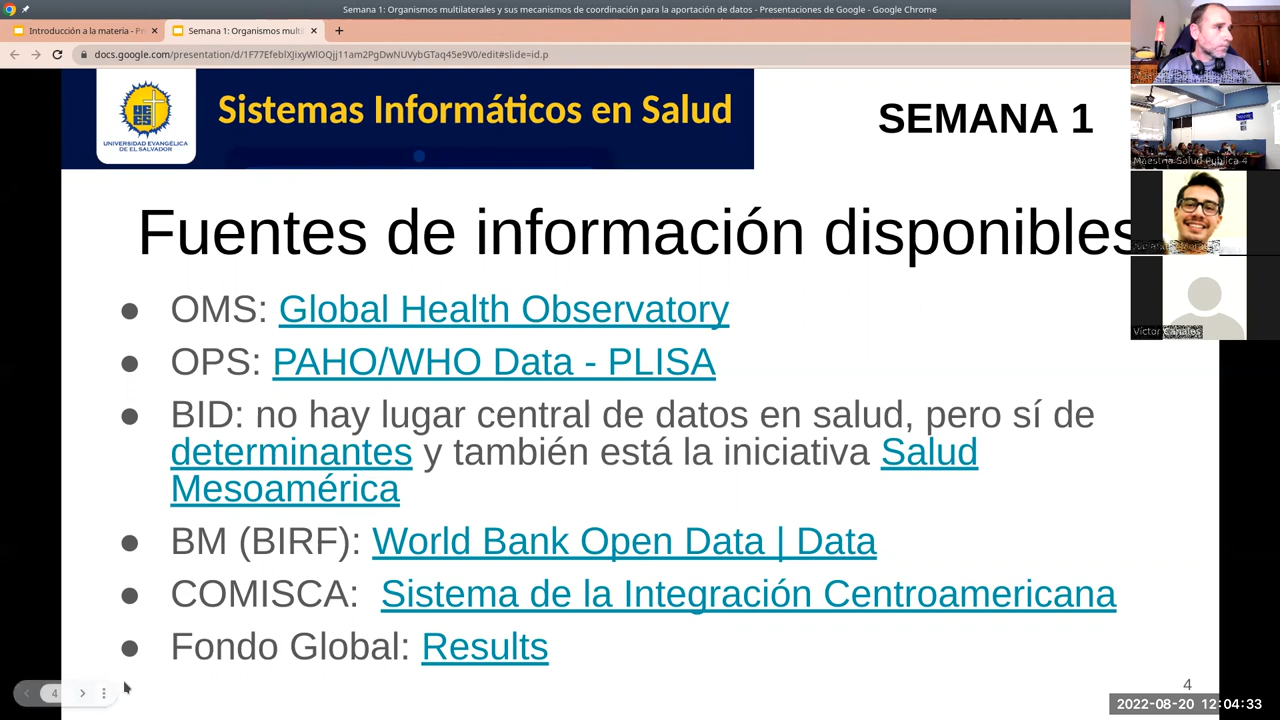 Semana 1: Organismos multilaterales y sus mecanismos de coordinación para la aportación de datos - Presentaciones de Google - Google Chrome
Introducción a la materia - Pr
Semana 1: Organismos multil
docs.google.com/presentation/d/1F77EfeblXJixyWlOQjj11am2PgDwNUVybGTaq45e9V0/edit#slide=id.p
UNIVERSIDAD EVANGÉLICA
DE EL SALVADOR
Sistemas Informáticos en Salud
SEMANA 1
Maestria Salud Publica 4
Fuentes de información disponibles
● OMS: Global Health Observatory
● OPS: PAHO/WHO Data - PLISA
Víctor Canales
● BID: no hay lugar central de datos en salud, pero sí de
determinantes y también está la iniciativa Salud
Mesoamérica
● BM (BIRF): World Bank Open Data | Data
● COMISCA: Sistema de la Integración Centroamericana
● Fondo Global: Results
4
4
2022-08-20 12:04:33